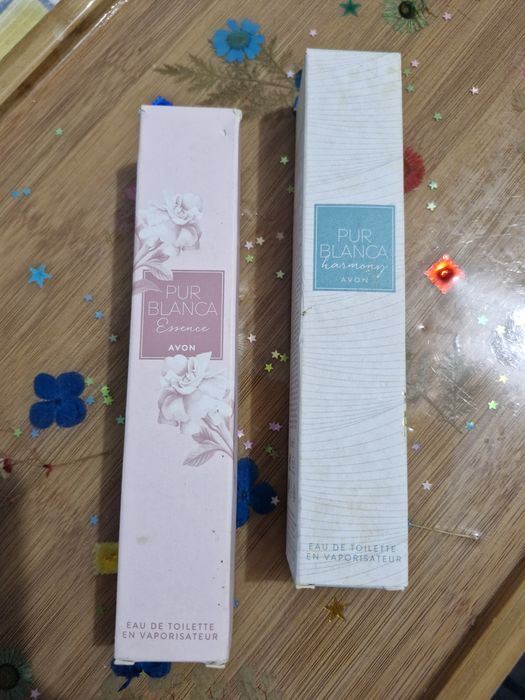 PUR
BLANCA
Essence
AVON
EAU DE TOILETTE
EN VAPORISATEUR
PUR
BLANCA
harmony
AVON
EAU DE TOILETTE
EN VAPORISATEUR